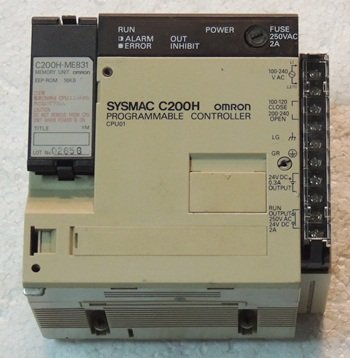 RUN
POWER
FUSE
250VAC
2A
ALARM
ERROR
OUT
INHIBIT
C200H-ME831
MEMORY UNIT omron
EEP-ROM 16KB
TITLE YM
LOT No. 0265G
SYSMAC C200H omron
PROGRAMMABLE CONTROLLER
CPU01
100-240
V AC
100-120
CLOSE
200-240
OPEN
LG
GR
24V DC
0.3A
OUTPUT
RUN
OUTPUT
250V AC
24V DC
2A